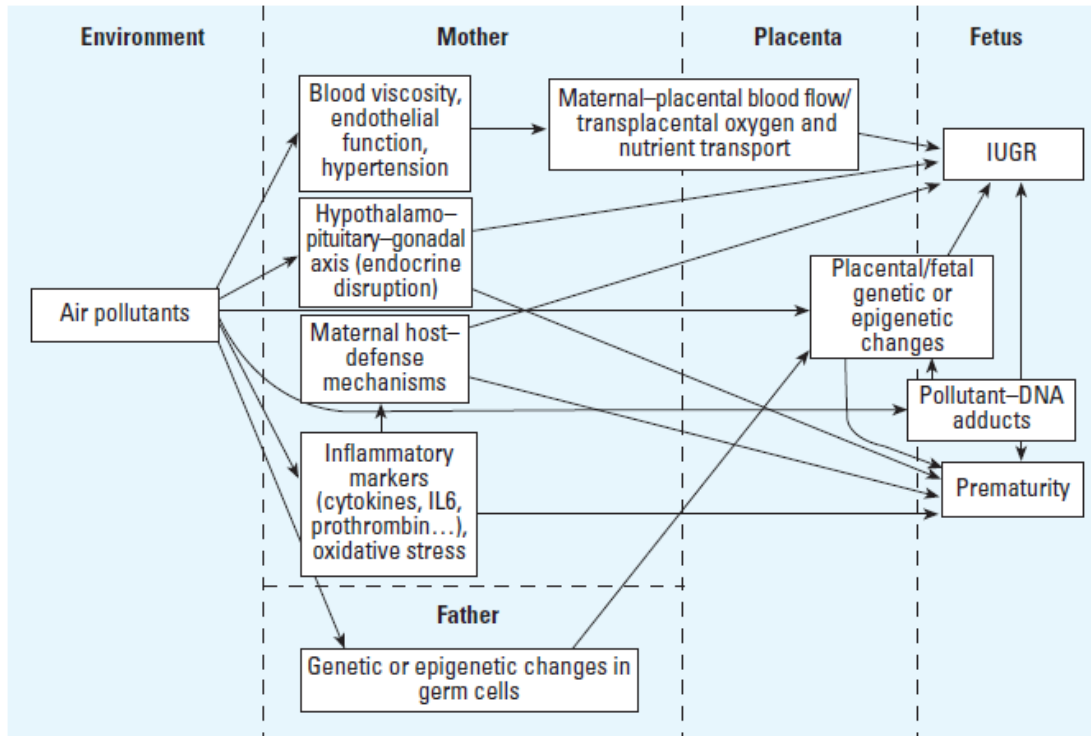 Environment
Mother
Placenta
Fetus
Blood viscosity,
endothelial
function,
hypertension
Maternal–placental blood flow/
transplacental oxygen and
nutrient transport
IUGR
Hypothalamo–
pituitary–gonadal
axis (endocrine
disruption)
Placental/fetal
genetic or
epigenetic
changes
Air pollutants
Maternal host–
defense
mechanisms
Pollutant–DNA
adducts
Inflammatory
markers
(cytokines, IL6,
prothrombin…),
oxidative stress
Prematurity
Father
Genetic or epigenetic changes in
germ cells